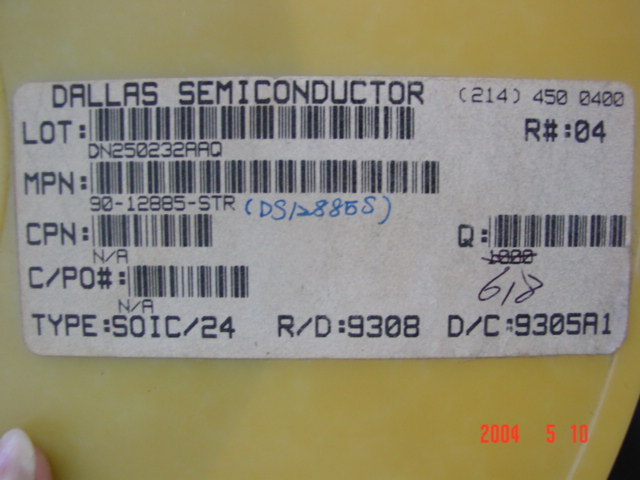 DALLAS SEMICONDUCTOR (214) 450 0400
LOT: R#:04
DN250232AAQ
MPN:
90-12885-STR (DS12885S)
CPN: Q:
N/A 1000
C/PO#: 618
N/A
TYPE:SOIC/24 R/D:9308 D/C:9305A1
2004 5 10